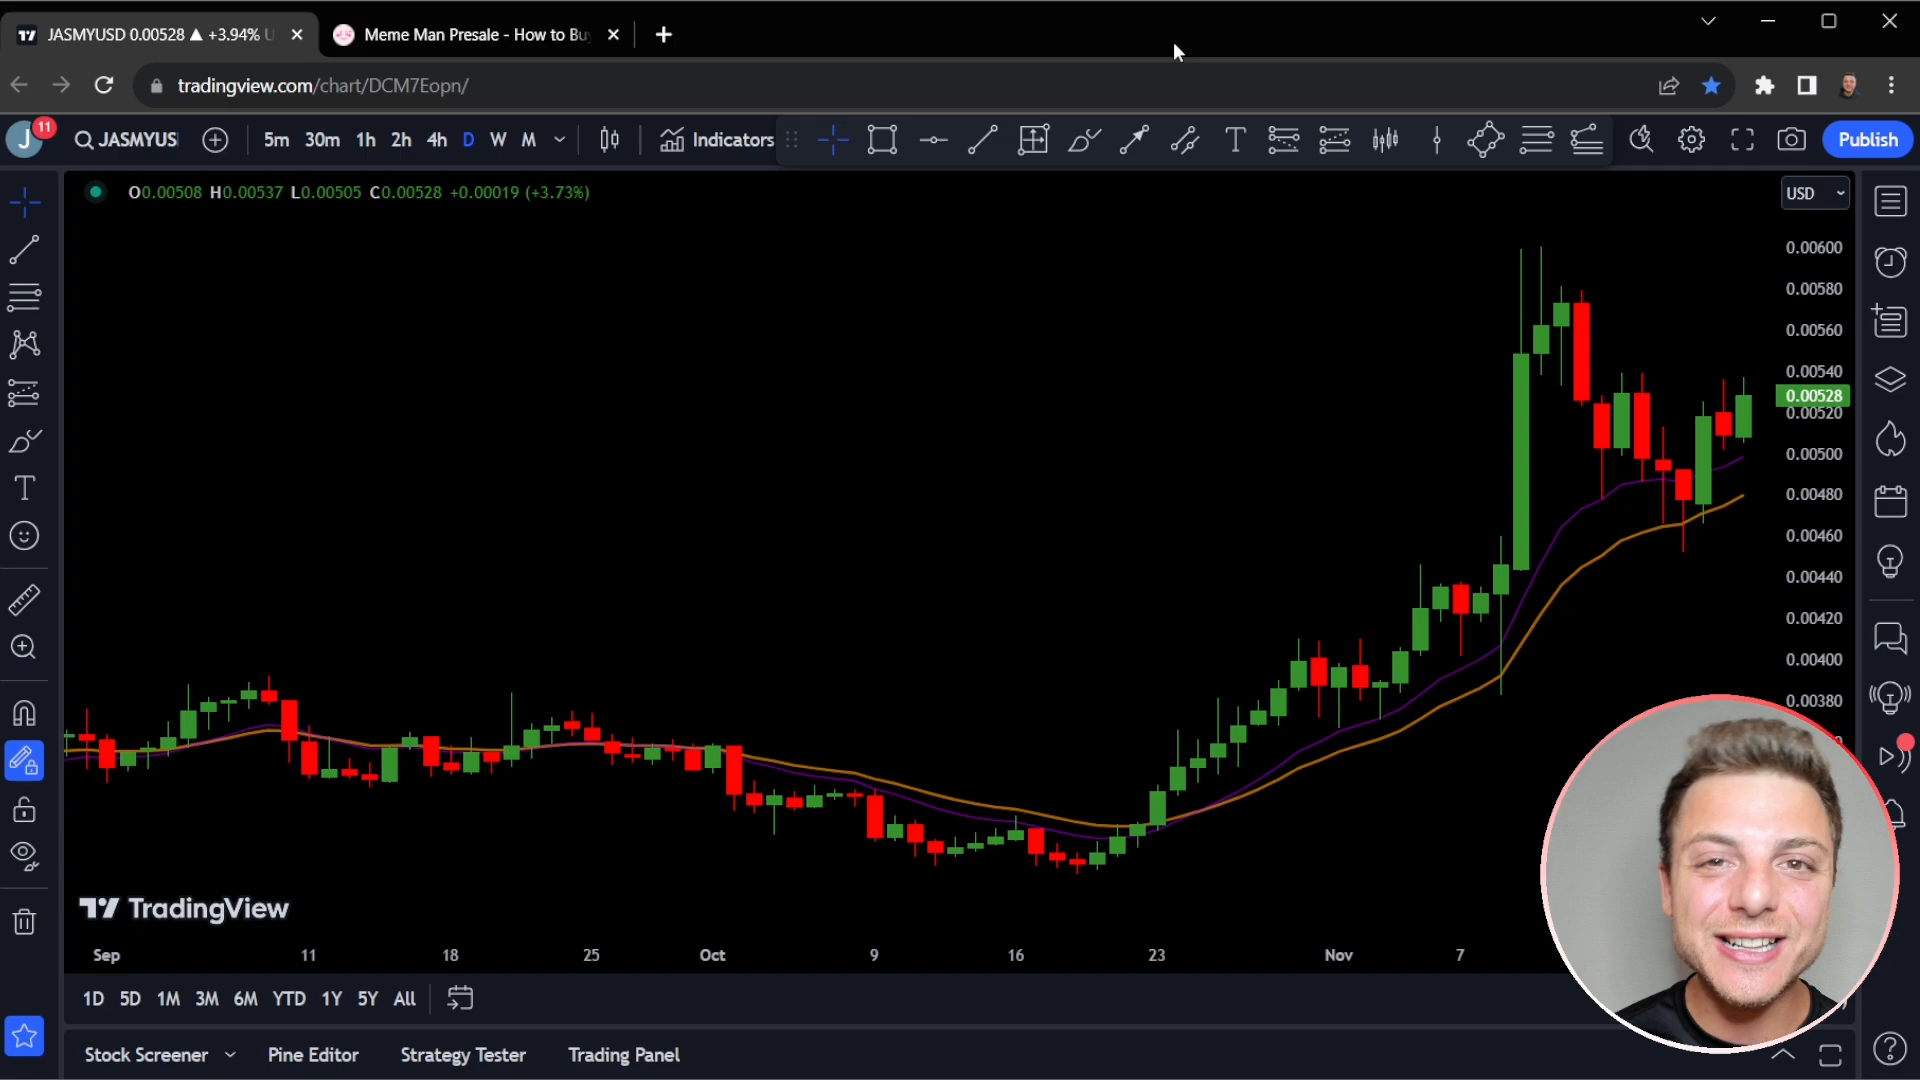 JASMYUSD 0.00528 ▲ +3.94% U
Meme Man Presale - How to Buy
tradingview.com/chart/DCM7Eopn/
J 11 JASMYUS 5m 30m 1h 2h 4h D W M Indicators Publish
O0.00508 H0.00537 L0.00505 C0.00528 +0.00019 (+3.73%)
USD
0.00600
0.00580
0.00560
0.00540
0.00528
0.00520
0.00500
0.00480
0.00460
0.00440
0.00420
0.00400
0.00380
TradingView
Sep 11 18 25 Oct 9 16 23 Nov 7
1D 5D 1M 3M 6M YTD 1Y 5Y All
Stock Screener Pine Editor Strategy Tester Trading Panel